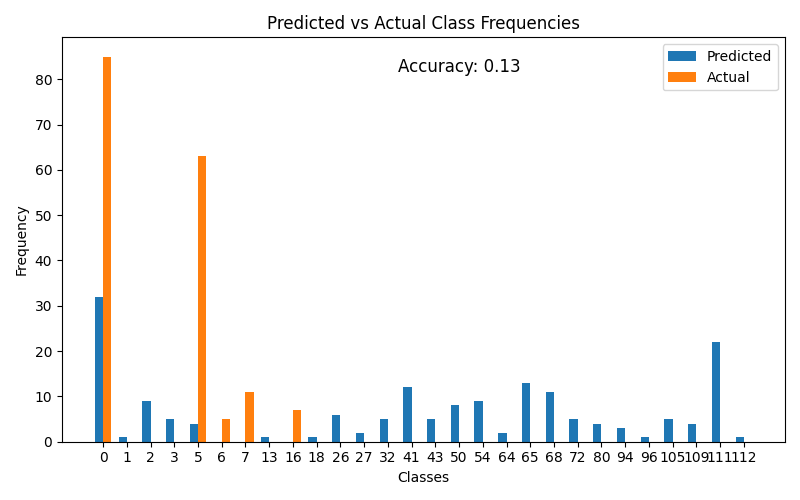 Predicted vs Actual Class Frequencies
Accuracy: 0.13
Predicted
Actual
Frequency
80
70
60
50
40
30
20
10
0
0 1 2 3 5 6 7 13 16 18 26 27 32 41 43 50 54 64 65 68 72 80 94 96 105 109 111 112
Classes